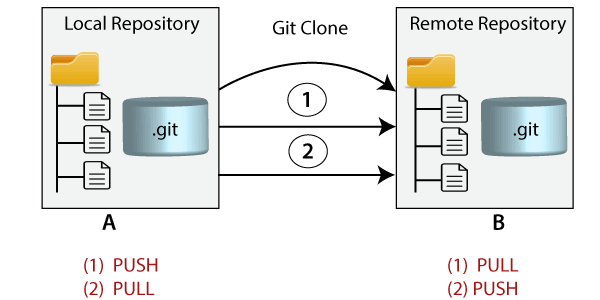 Local Repository
Git Clone
Remote Repository
1
.git
.git
2
A
B
(1) PUSH
(2) PULL
(1) PULL
(2) PUSH